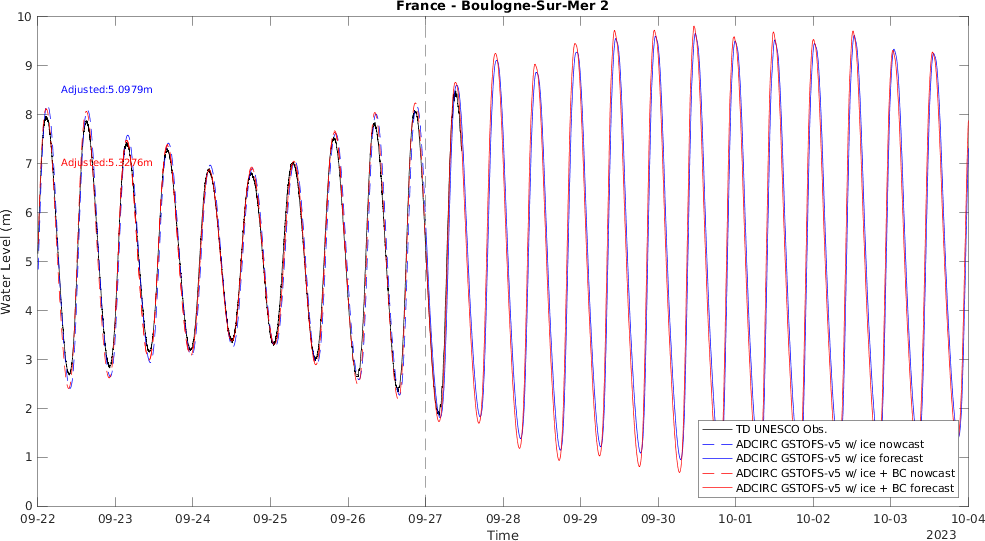 France - Boulogne-Sur-Mer 2
10
9
8
7
6
5
4
3
2
1
0
Water Level (m)
Adjusted:5.0979m
Adjusted:5.3276m
TD UNESCO Obs.
ADCIRC GSTOFS-v5 w/ ice nowcast
ADCIRC GSTOFS-v5 w/ ice forecast
ADCIRC GSTOFS-v5 w/ ice + BC nowcast
ADCIRC GSTOFS-v5 w/ ice + BC forecast
09-22 09-23 09-24 09-25 09-26 09-27 09-28 09-29 09-30 10-01 10-02 10-03 10-04
Time
2023